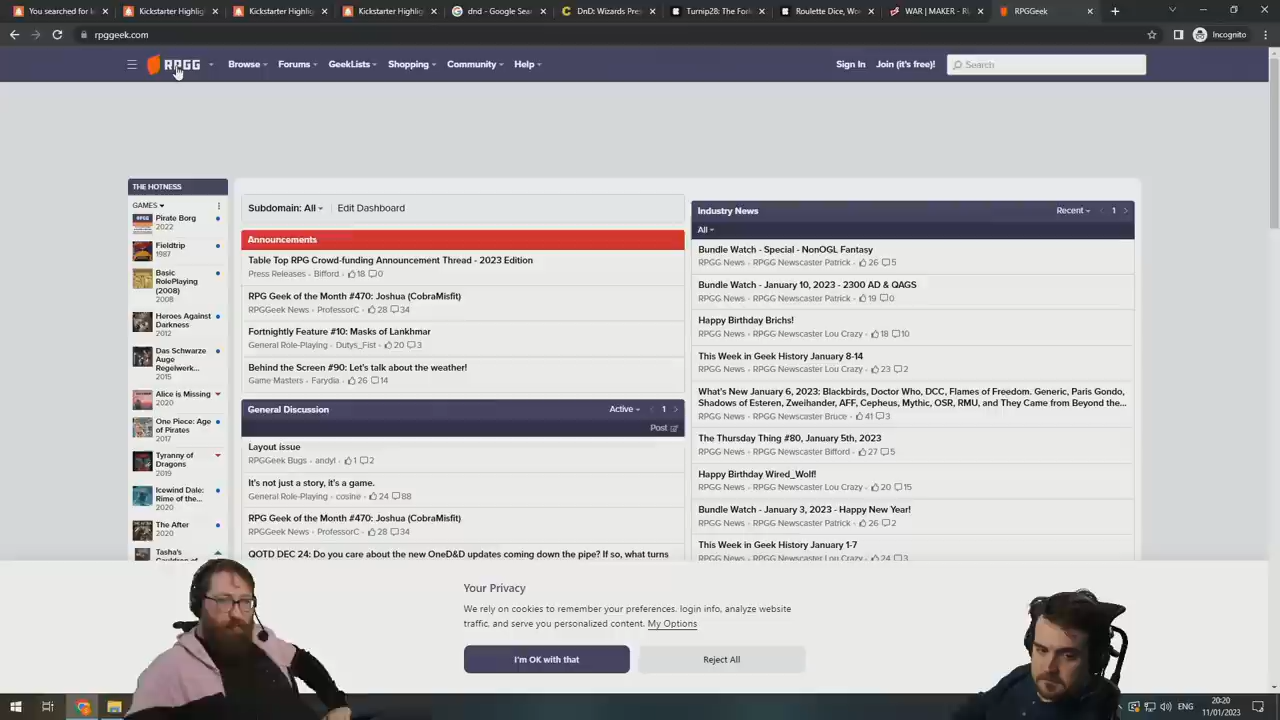 You searched for k
Kickstarter Highlig
Kickstarter Highlig
Kickstarter Highlig
dnd - Google Sear
DnD: Wizards Prep
Turnip28: The Fork
Roulette Dice, Wo
WAR | MAKER - R
RPGGeek
rpggeek.com
Incognito
RPGG
Browse
Forums
GeekLists
Shopping
Community
Help
Sign In
Join (it's free!)
Search
THE HOTNESS
GAMES
Pirate Borg
2022
Fieldtrip
1987
Basic
RolePlaying
(2008)
2008
Heroes Against
Darkness
2012
Das Schwarze
Auge
Regelwerk...
2015
Alice is Missing
2020
One Piece: Age
of Pirates
2017
Tyranny of
Dragons
2019
Icewind Dale:
Rime of the...
2020
The After
2020
Tasha's
Subdomain: All
Edit Dashboard
Announcements
Table Top RPG Crowd-funding Announcement Thread - 2023 Edition
Press Releases · Bifford 18 0
RPG Geek of the Month #470: Joshua (CobraMisfit)
RPGGeek News · ProfessorC 28 34
Fortnightly Feature #10: Masks of Lankhmar
General Role-Playing · Dutys_Fist 20 3
Behind the Screen #90: Let's talk about the weather!
Game Masters · Farydia 26 14
General Discussion
Active 1
Post
Layout issue
RPGGeek Bugs · andyl 1 2
It's not just a story, it's a game.
General Role-Playing · cosine 24 88
RPG Geek of the Month #470: Joshua (CobraMisfit)
RPGGeek News · ProfessorC 28 34
QOTD DEC 24: Do you care about the new OneD&D updates coming down the pipe? If so, what turns
Industry News
Recent 1
All
Bundle Watch - Special - NonOGL Fantasy
RPGG News · RPGG Newscaster Patrick 26 5
Bundle Watch - January 10, 2023 - 2300 AD & QAGS
RPGG News · RPGG Newscaster Patrick 19 0
Happy Birthday Brichs!
RPGG News · RPGG Newscaster Lou Crazy 18 10
This Week in Geek History January 8-14
RPGG News · RPGG Newscaster Lou Crazy 23 2
What's New January 6, 2023: Blackbirds, Doctor Who, DCC, Flames of Freedom. Generic, Paris Gondo,
Shadows of Esteren, Zweihander, AFF, Cepheus, Mythic, OSR, RMU, and They Came from Beyond the...
RPGG News · RPGG Newscaster Bruce 41 3
The Thursday Thing #80, January 5th, 2023
RPGG News · RPGG Newscaster Bifford 27 5
Happy Birthday Wired_Wolf!
RPGG News · RPGG Newscaster Lou Crazy 20 15
Bundle Watch - January 3, 2023 - Happy New Year!
RPGG News · RPGG Newscaster Patrick 26 2
This Week in Geek History January 1-7
RPGG News · RPGG Newscaster Lou Crazy 24 3
Your Privacy
We rely on cookies to remember your preferences. login info, analyze website
traffic, and serve you personalized content. My Options
I'm OK with that
Reject All
ENG
20:20
11/01/2023